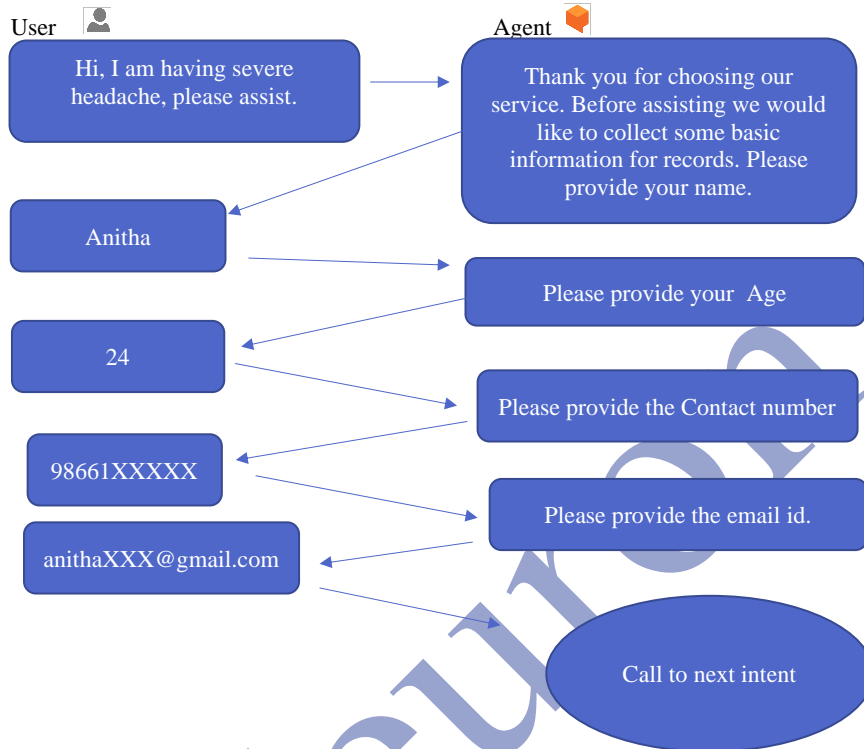 User
Agent
Hi, I am having severe
headache, please assist.
Thank you for choosing our
service. Before assisting we would
like to collect some basic
information for records. Please
provide your name.
Anitha
Please provide your  Age
24
Please provide the Contact number
98661XXXXX
Please provide the email id.
anithaXXX@gmail.com
Call to next intent